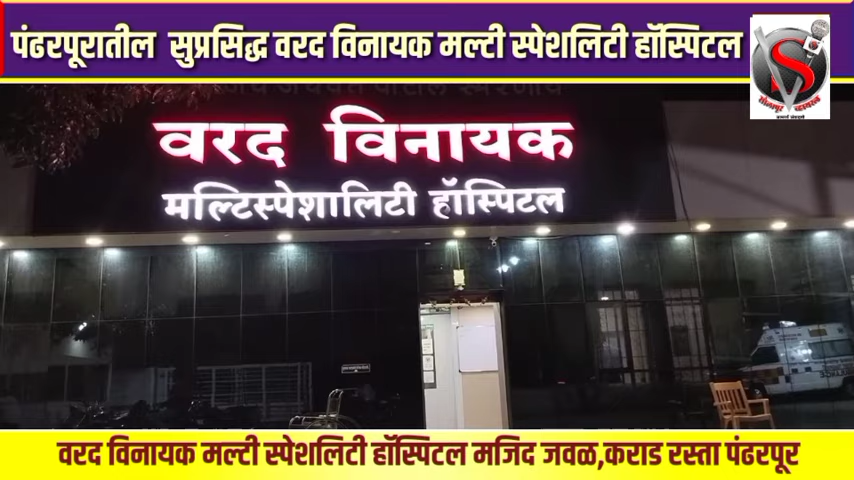 पंढरपूरातील सुप्रसिद्ध वरद विनायक मल्टी स्पेशलिटी हॉस्पिटल
वरद विनायक
मल्टिस्पेशालिटी हॉस्पिटल
वरद विनायक मल्टी स्पेशलिटी हॉस्पिटल मजिद जवळ,कराड रस्ता पंढरपूर